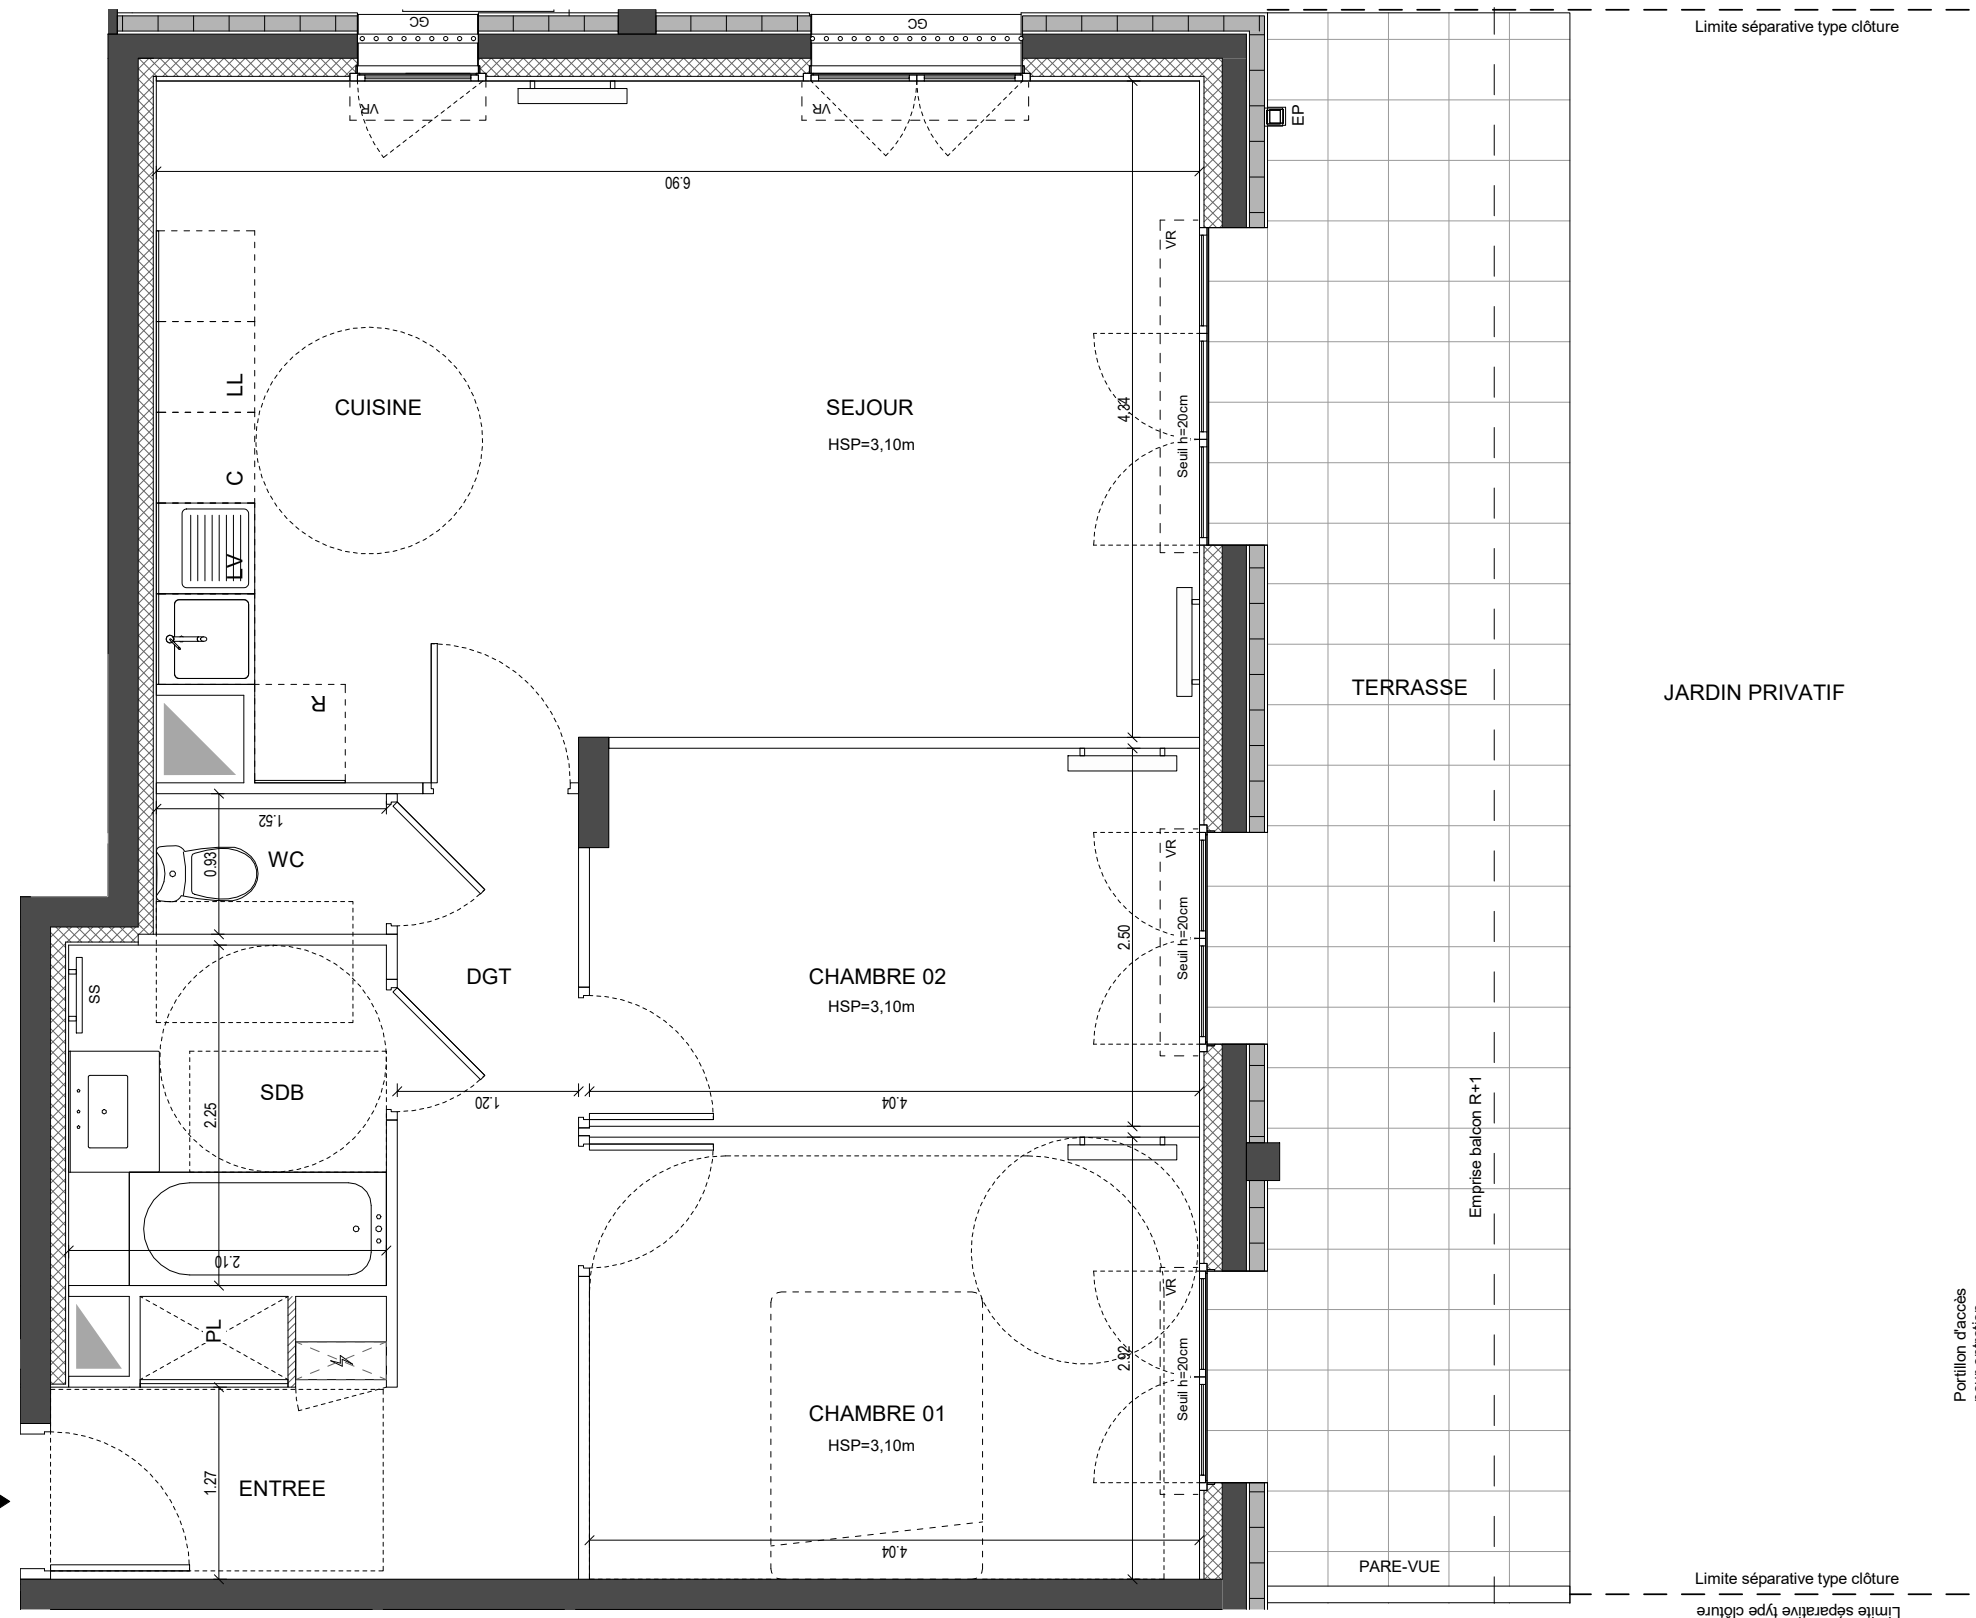 GC
GC
Limite séparative type clôture
VR
VR
EP
6.90
VR
LL
CUISINE
SEJOUR
HSP=3,10m
4.34
Seuil h=20cm
C
LV
R
TERRASSE
JARDIN PRIVATIF
1.52
WC
0.93
VR
DGT
CHAMBRE 02
HSP=3,10m
2.50
Seuil h=20cm
SS
SDB
2.25
1.20
4.04
Emprise balcon R+1
2.10
VR
PL
2.92
Seuil h=20cm
Portillon d'accès
CHAMBRE 01
HSP=3,10m
1.27
ENTREE
4.04
PARE-VUE
Limite séparative type clôture
Limite séparative type clôture